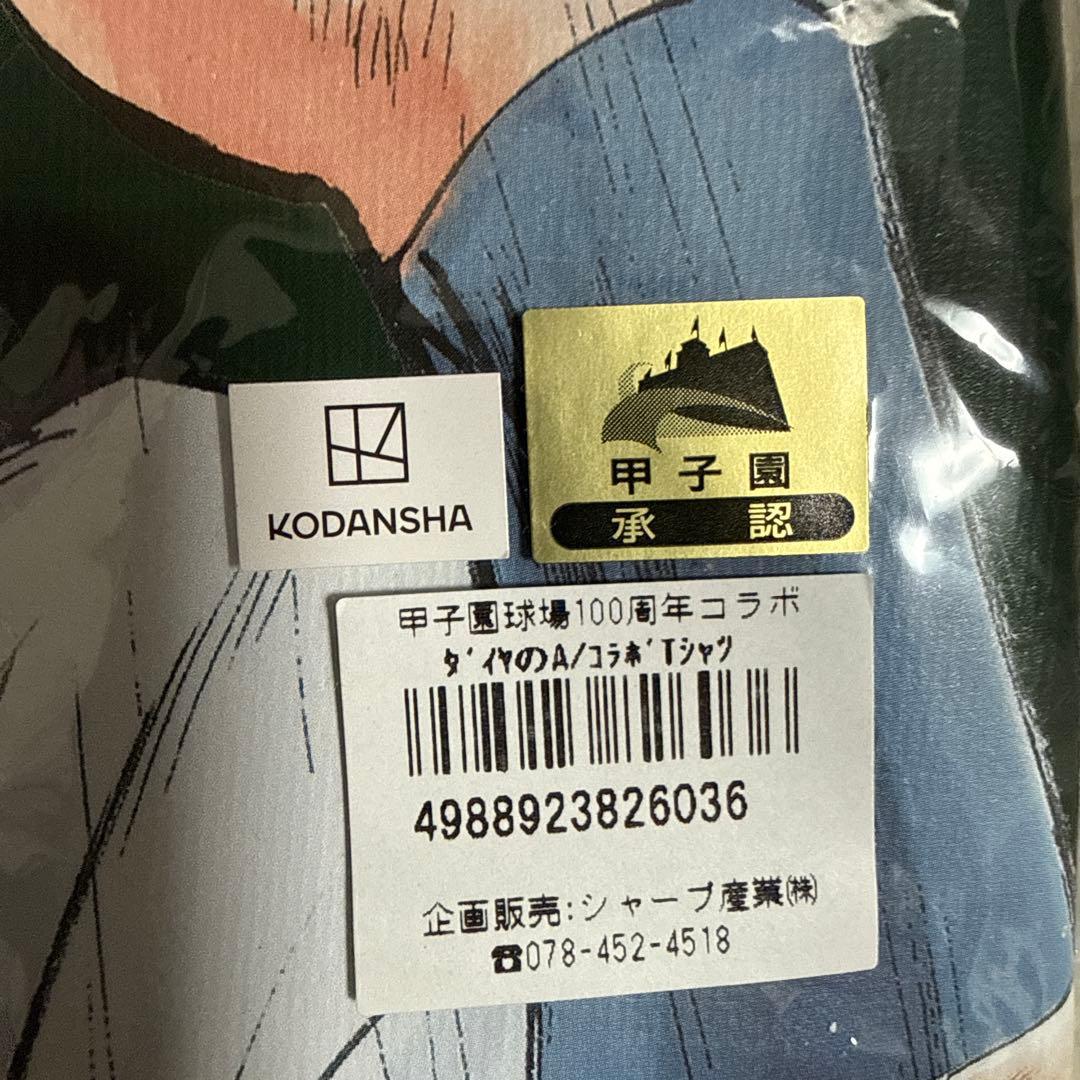 KODANSHA
甲子園
承認
甲子園球場100周年コラボ
ダイヤのA/コラボTシャツ
4988923826036
企画販売:シャープ産業㈱
☎078-452-4518